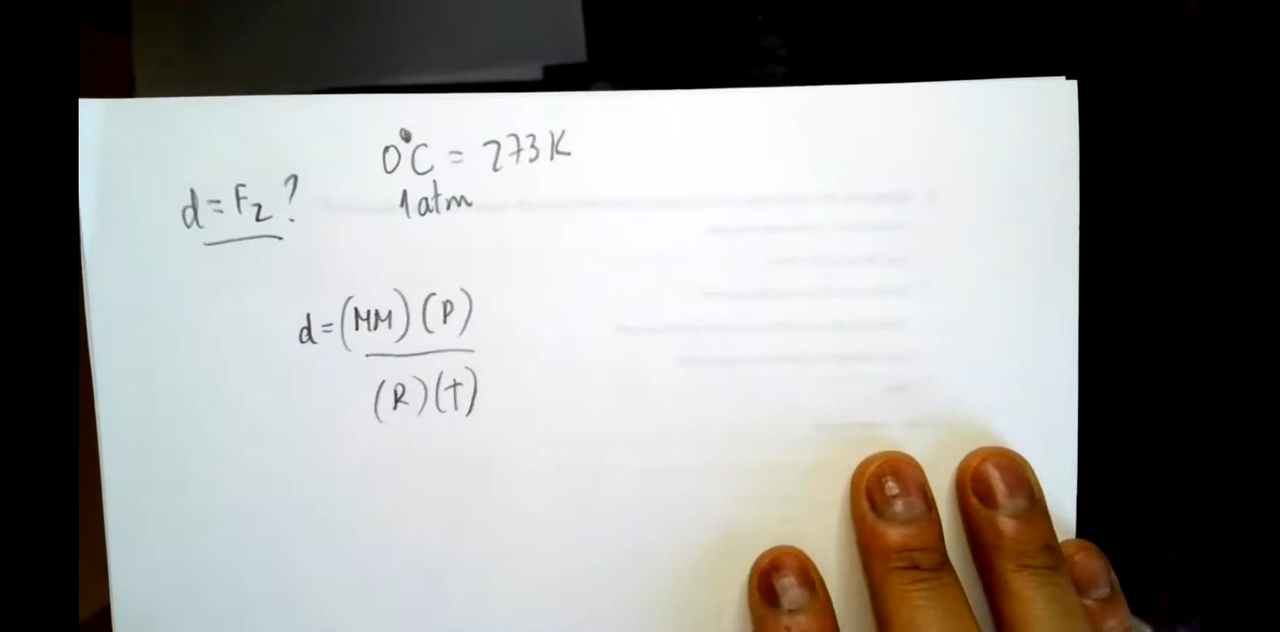 0°C = 273K
1atm
d = F₂ ?
d = (MM) (P)
(R)(T)